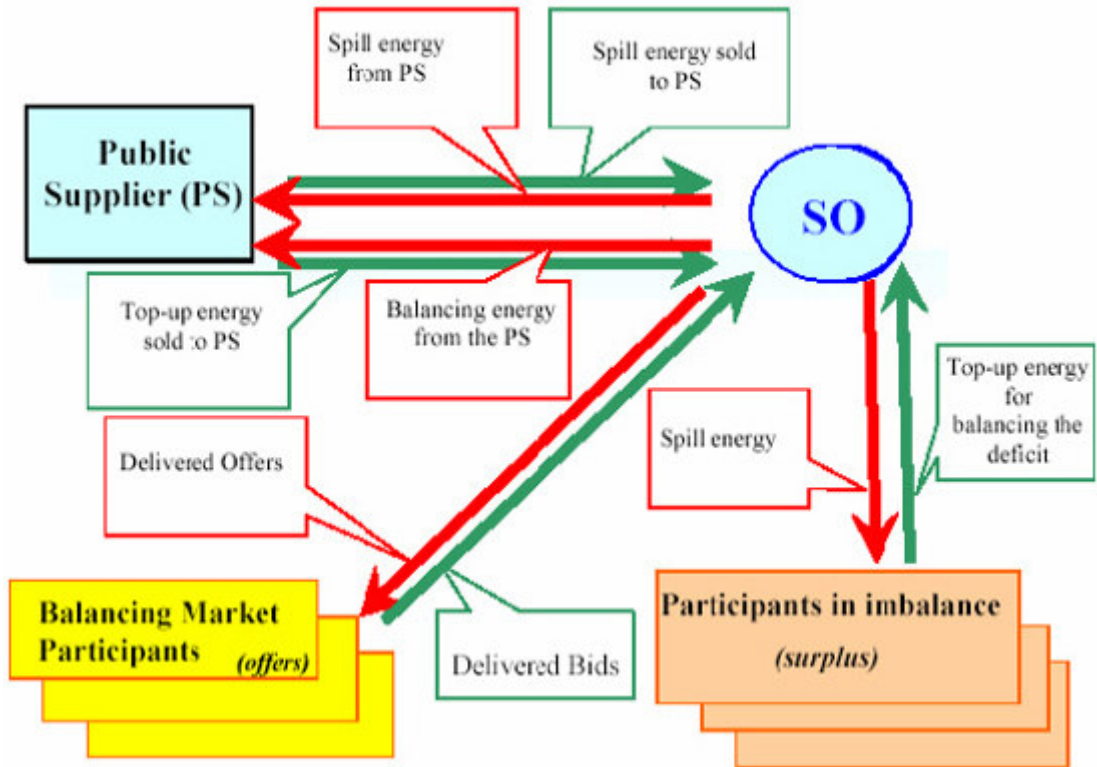 Spill energy
from PS
Spill energy sold
to PS
Public
Supplier (PS)
SO
Top-up energy
sold :o PS
Balancing energy
from the PS
Delivered Offers
Spill energy
Top-up energy
for
balancing the
deficit
Balancing Market
Participants (offers)
Delivered Bids
Participants in imbalance
(surplus)